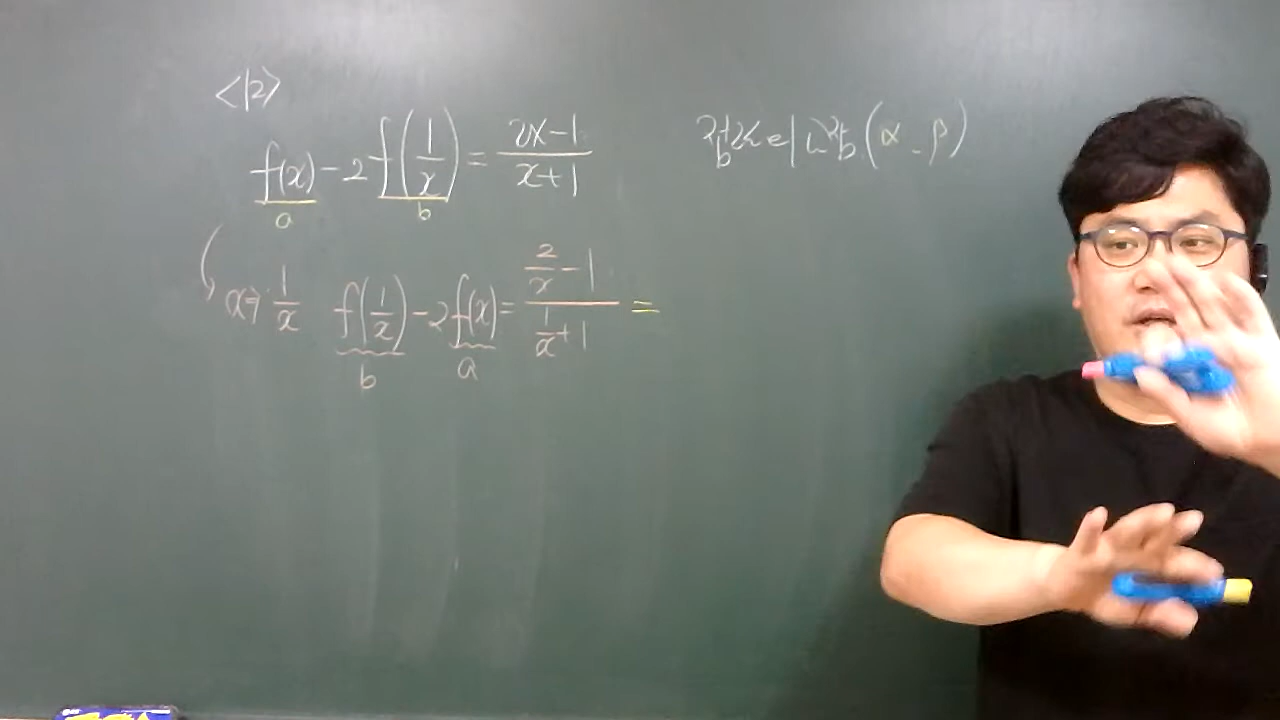 <12>
f(x) - 2f(1/x) = (2x-1)/(x+1)
a b
x→ 1/x f(1/x) - 2f(x) = (2/x - 1)/(1/x + 1) =
b a
(α - β)